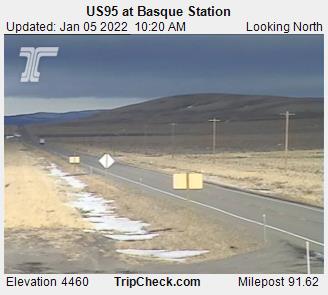 US95 at Basque Station
Updated: Jan 05 2022 10:20 AM Looking North
Elevation 4460 TripCheck.com Milepost 91.62